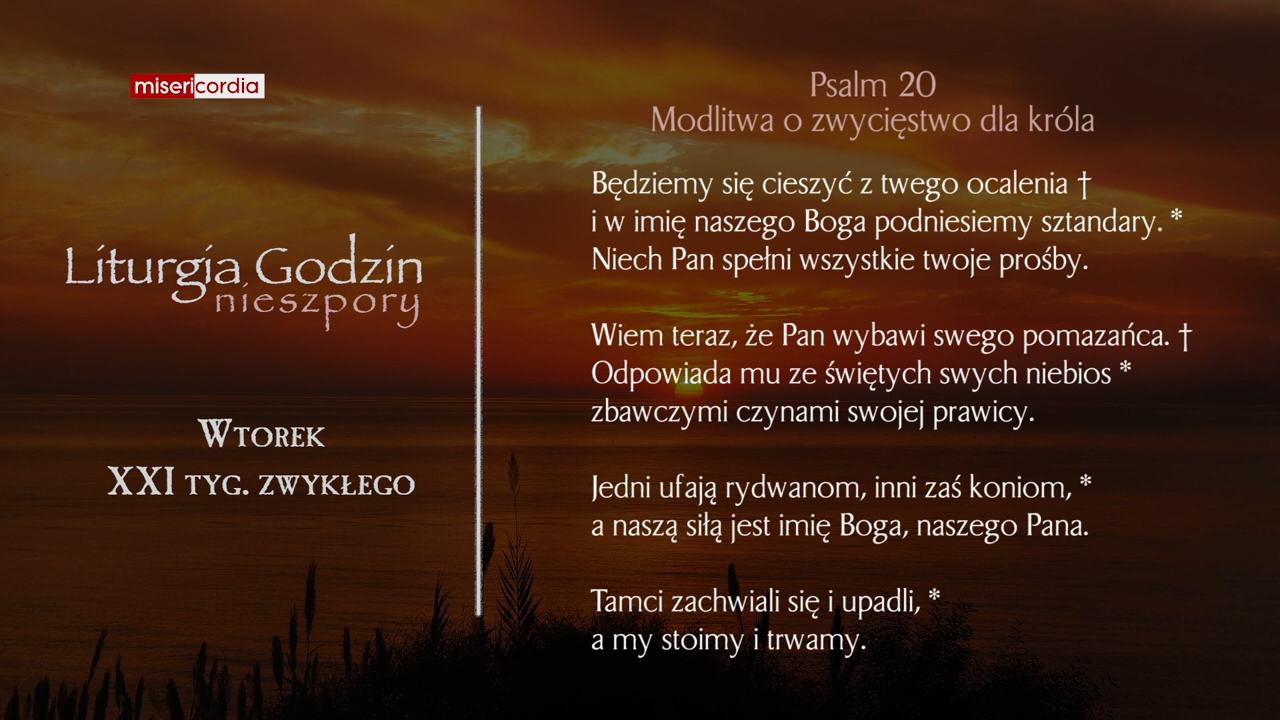 misericordia
Liturgia Godzin
nieszpory
Wtorek
XXI tyg. zwykłego
Psalm 20
Modlitwa o zwycięstwo dla króla
Będziemy się cieszyć z twego ocalenia †
i w imię naszego Boga podniesiemy sztandary. *
Niech Pan spełni wszystkie twoje prośby.
Wiem teraz, że Pan wybawi swego pomazańca. †
Odpowiada mu ze świętych swych niebios *
zbawczymi czynami swojej prawicy.
Jedni ufają rydwanom, inni zaś koniom, *
a naszą siłą jest imię Boga, naszego Pana.
Tamci zachwiali się i upadli, *
a my stoimy i trwamy.